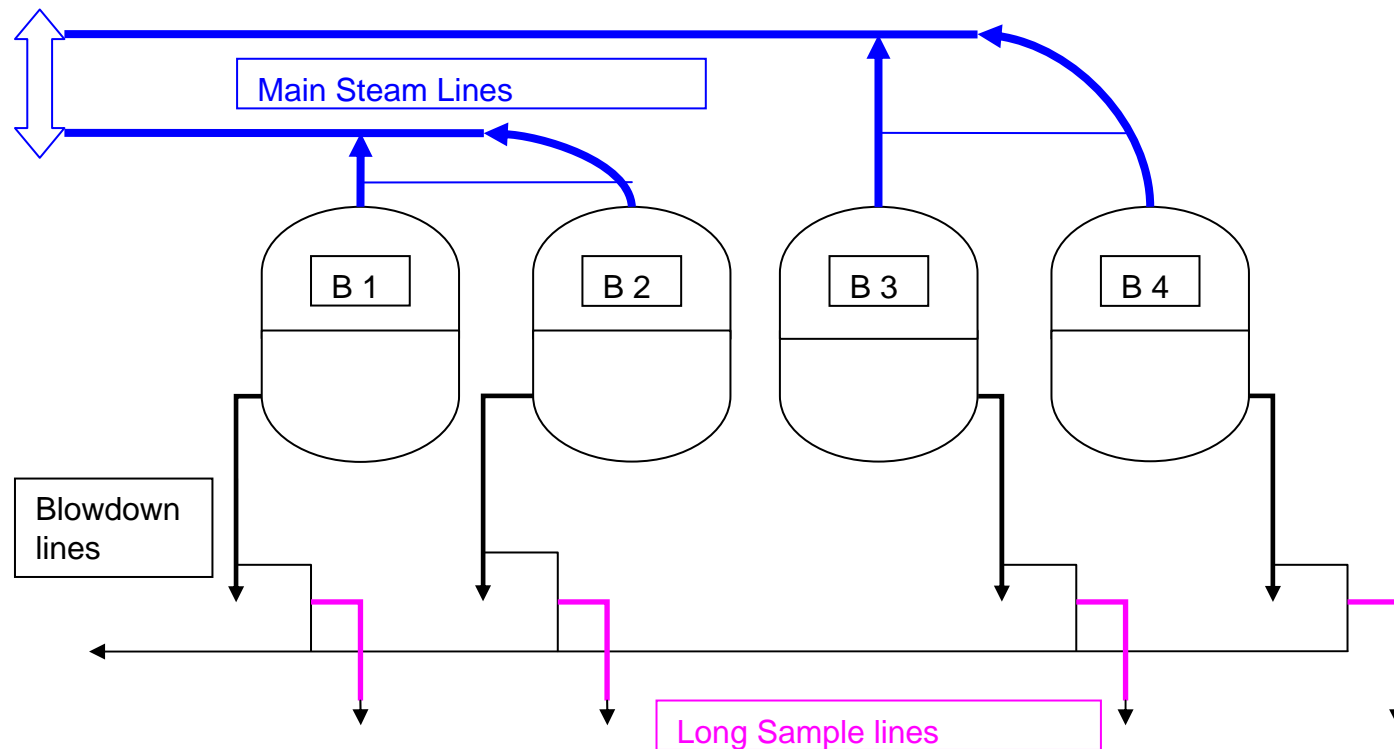 Main Steam Lines
B 1
B 2
B 3
B 4
Blowdown
lines
Long Sample lines